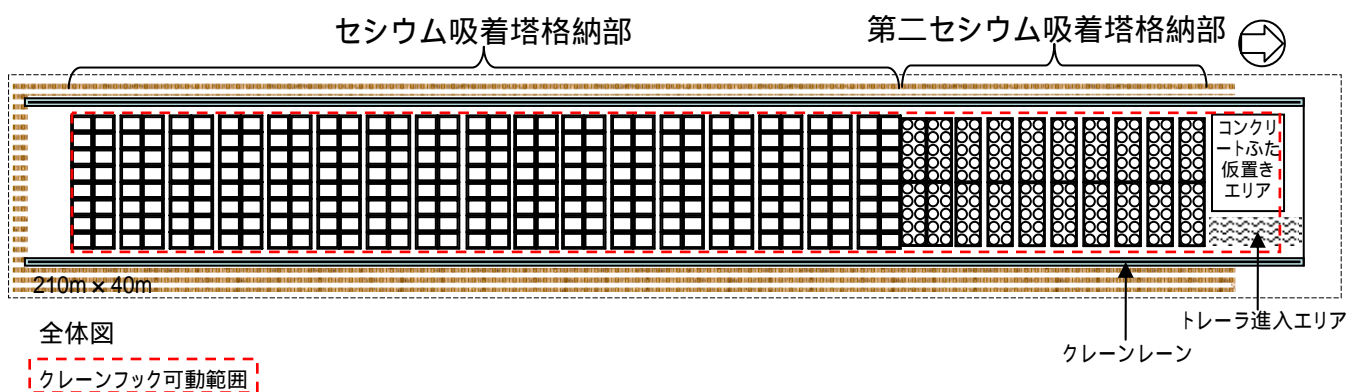 セシウム吸着塔格納部
第二セシウム吸着塔格納部
コンクリ
ートふた
仮置き
エリア
210m×40m
トレーラ進入エリア
クレーンレーン
全体図
クレーンフック可動範囲